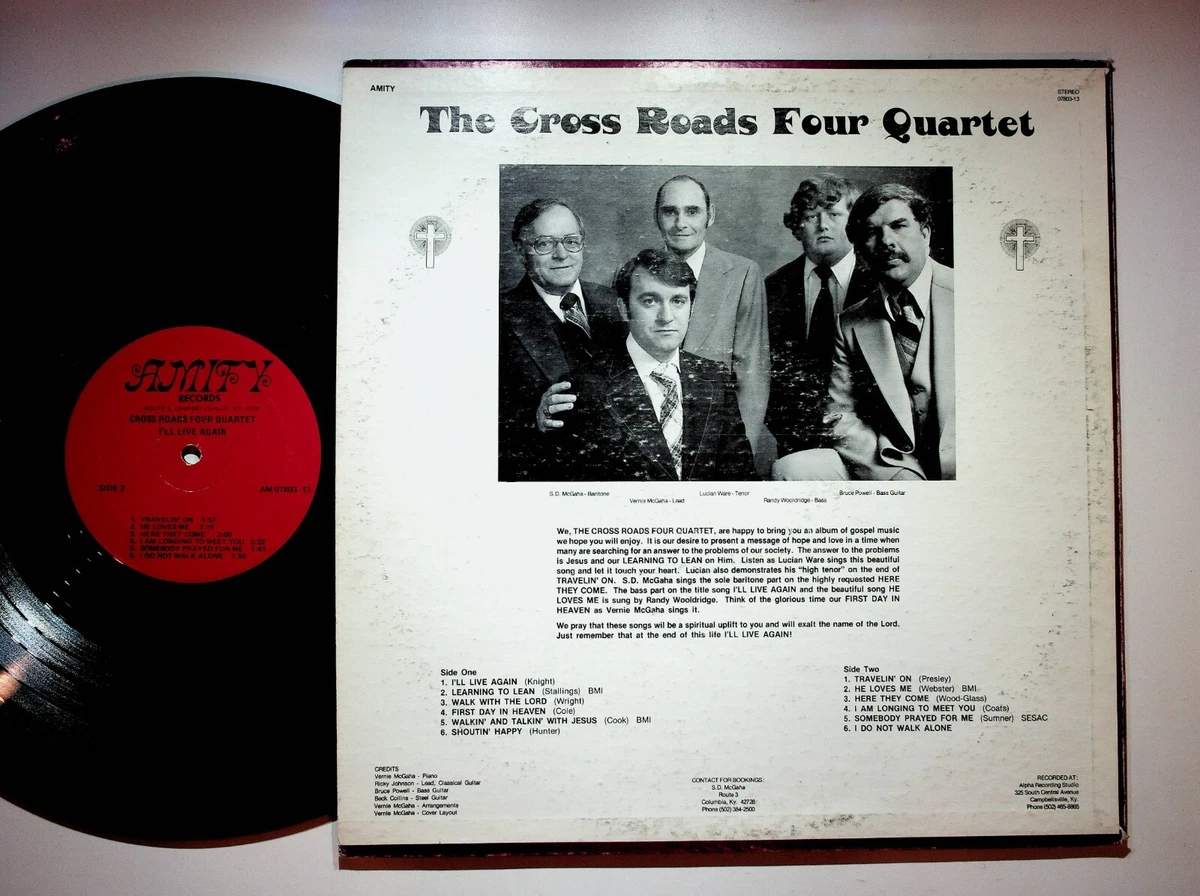 AMITY
STEREO
07803-13
The Cross Roads Four Quartet
S.D. McGaha - Baritone
Vernie McGaha - Lead
Lucian Ware - Tenor
Randy Wooldridge - Bass
Bruce Powell - Bass Guitar
We, THE CROSS ROADS FOUR QUARTET, are happy to bring you an album of gospel music
we hope you will enjoy. It is our desire to present a message of hope and love in a time when
many are searching for an answer to the problems of our society. The answer to the problems
is Jesus and our LEARNING TO LEAN on Him. Listen as Lucian Ware sings this beautiful
song and let it touch your heart. Lucian also demonstrates his "high tenor" on the end of
TRAVELIN' ON. S.D. McGaha sings the sole baritone part on the highly requested HERE
THEY COME. The bass part on the title song I'LL LIVE AGAIN and the beautiful song HE
LOVES ME is sung by Randy Wooldridge. Think of the glorious time our FIRST DAY IN
HEAVEN as Vernie McGaha sings it.
We pray that these songs wil be a spiritual uplift to you and will exalt the name of the Lord.
Just remember that at the end of this life I'LL LIVE AGAIN!
Side One
1. I'LL LIVE AGAIN (Knight)
2. LEARNING TO LEAN (Stallings) BMI
3. WALK WITH THE LORD (Wright)
4. FIRST DAY IN HEAVEN (Cole)
5. WALKIN' AND TALKIN' WITH JESUS (Cook) BMI
6. SHOUTIN' HAPPY (Hunter)
Side Two
1. TRAVELIN' ON (Presley)
2. HE LOVES ME (Webster) BMI
3. HERE THEY COME (Wood-Glass)
4. I AM LONGING TO MEET YOU (Coats)
5. SOMEBODY PRAYED FOR ME (Sumner) SESAC
6. I DO NOT WALK ALONE
CREDITS
Vernie McGaha - Piano
Ricky Johnson - Lead, Classical Guitar
Bruce Powell - Bass Guitar
Beck Collins - Steel Guitar
Vernie McGaha - Arrangements
Vernie McGaha - Cover Layout
CONTACT FOR BOOKINGS:
S.D. McGaha
Route 3
Columbia, Ky. 42728
Phone (502) 384-2500
RECORDED AT:
Alpha Recording Studio
325 South Central Avenue
Campbellsville, Ky.
Phone (502) 465-8865
AMITY
RECORDS
CROSS ROADS FOUR QUARTET
I'LL LIVE AGAIN
SIDE 2
AM 07803-13
1. TRAVELIN' ON 1:57
2. HE LOVES ME
3. HERE THEY COME
4. I AM LONGING TO MEET YOU
5. SOMEBODY PRAYED FOR ME
6. I DO NOT WALK ALONE